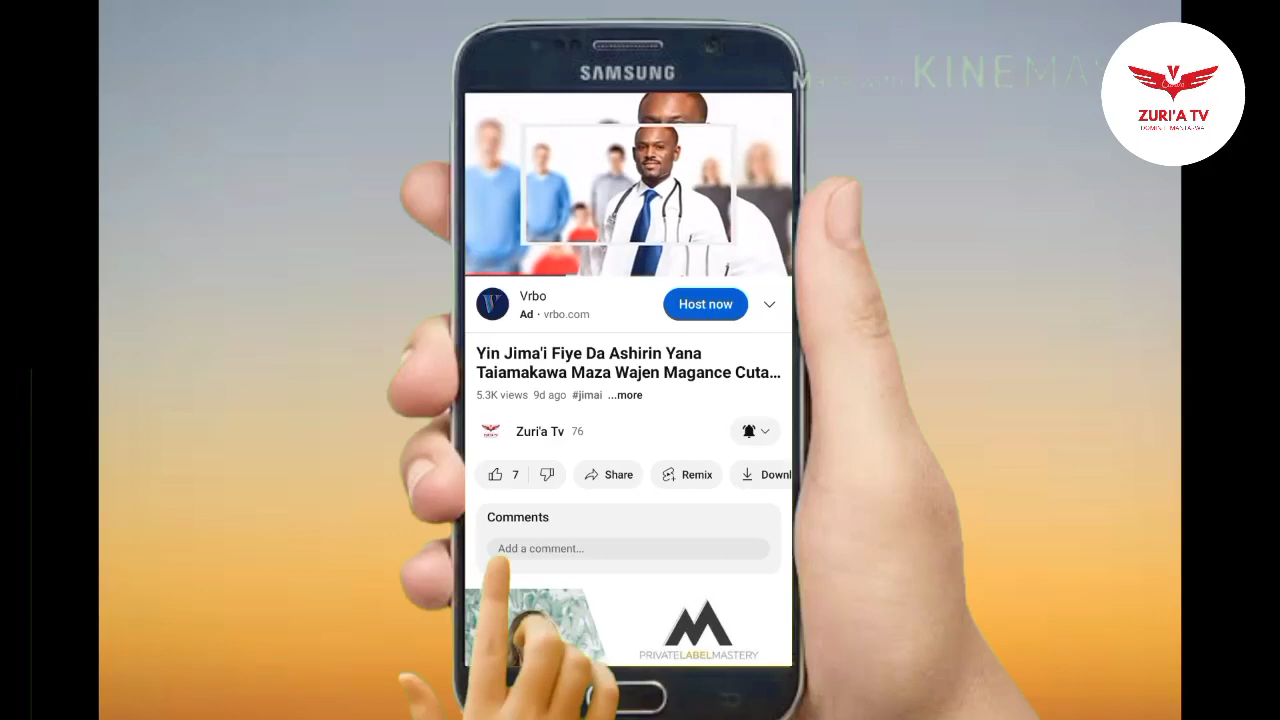 SAMSUNG
Made with KINEMA
V
ZURI'A TV
Vrbo
Ad · vrbo.com
Host now
Yin Jima'i Fiye Da Ashirin Yana
Taiamakawa Maza Wajen Magance Cuta...
5.3K views 9d ago #jimai ...more
Zuri'a Tv 76
7
Share
Remix
Downl
Comments
Add a comment...
PRIVATELABELMASTERY